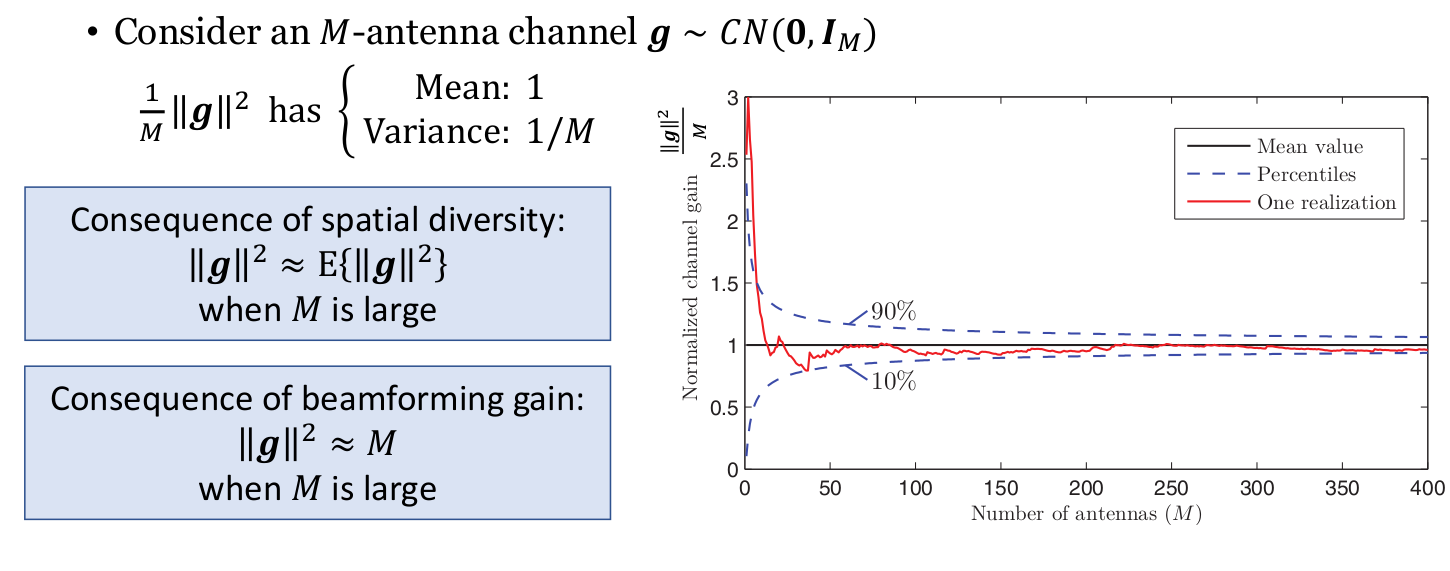 • Consider an M-antenna channel g ~ CN(0, I_M)
1/M ‖g‖² has { Mean: 1
Variance: 1/M
Consequence of spatial diversity:
‖g‖² ≈ E{‖g‖²}
when M is large
Consequence of beamforming gain:
‖g‖² ≈ M
when M is large
‖g‖²/M
Normalized channel gain
3
2.5
2
1.5
1
0.5
0
Mean value
Percentiles
One realization
90%
10%
0 50 100 150 200 250 300 350 400
Number of antennas (M)